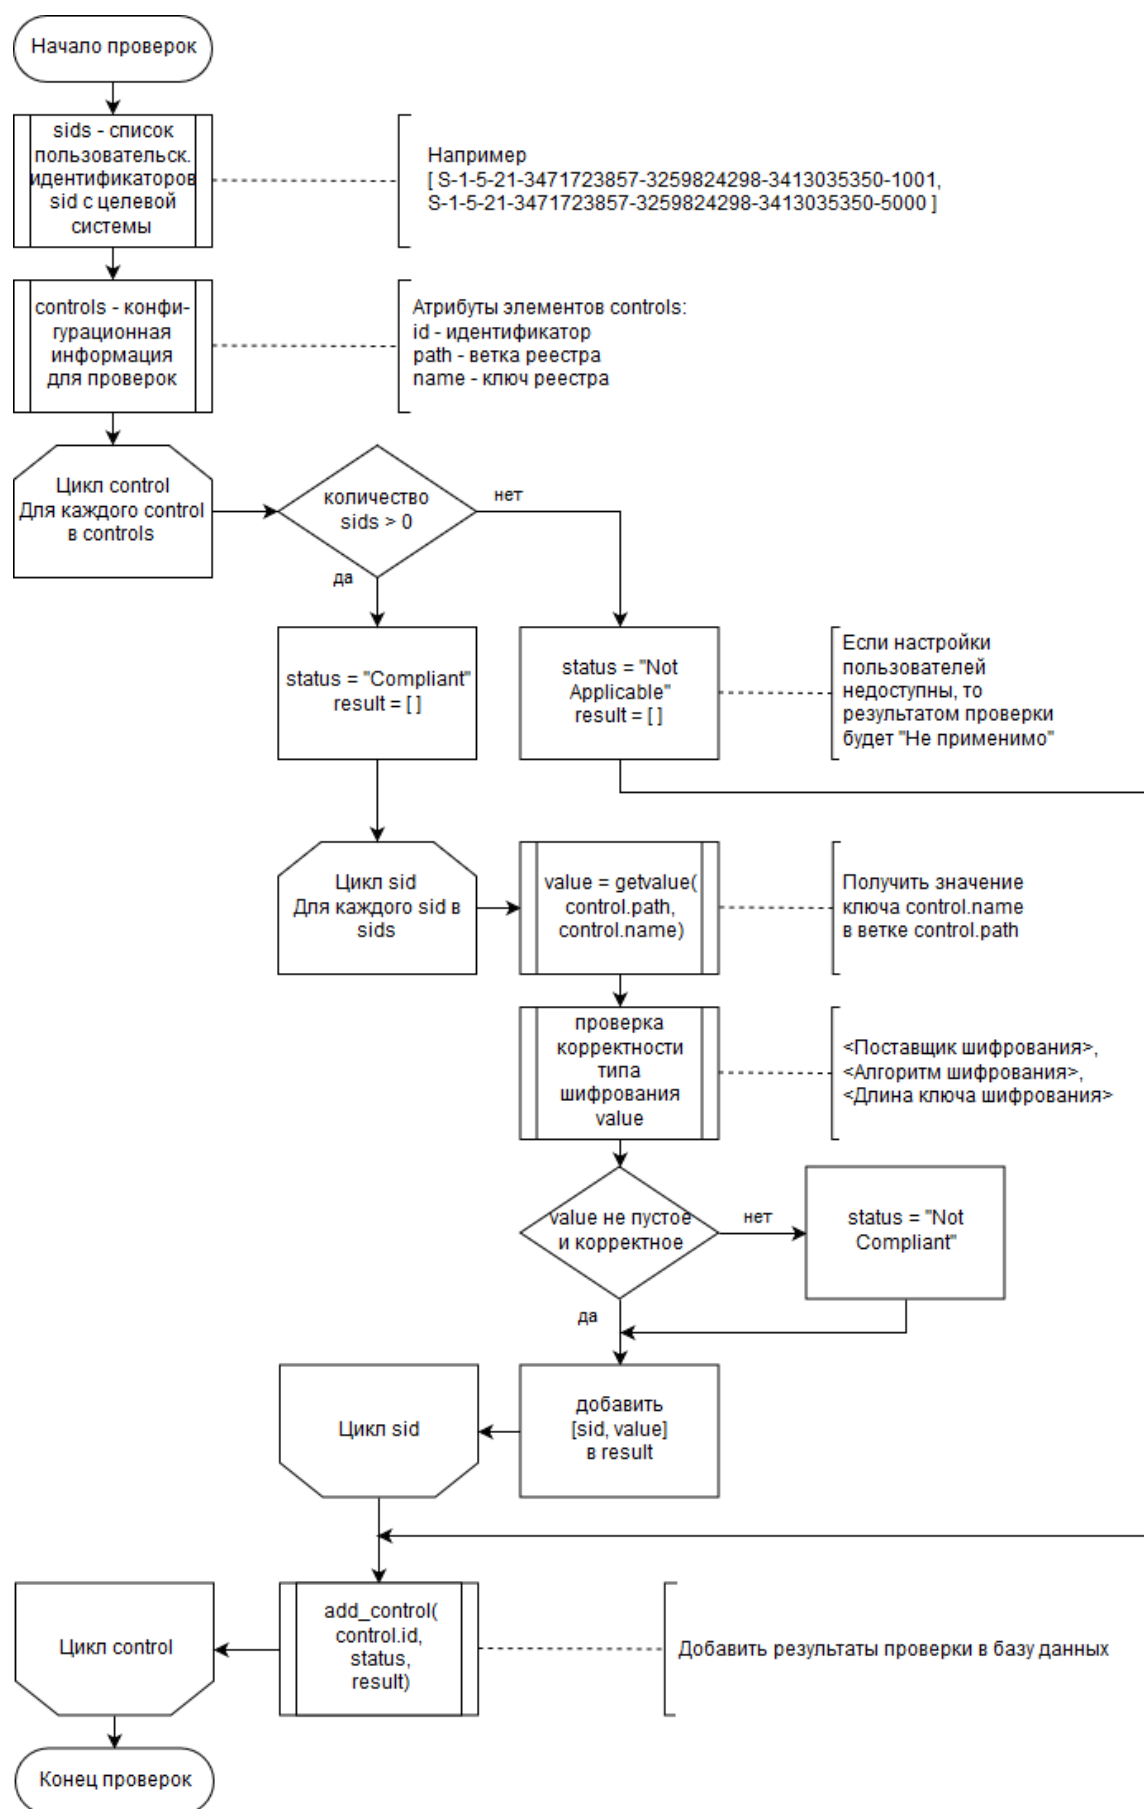 Начало проверок
sids - список
пользовательск.
идентификаторов
sid с целевой
системы
Например
[ S-1-5-21-3471723857-3259824298-3413035350-1001,
S-1-5-21-3471723857-3259824298-3413035350-5000 ]
controls - конфи-
гурационная
информация
для проверок
Атрибуты элементов controls:
id - идентификатор
path - ветка реестра
name - ключ реестра
Цикл control
Для каждого control
в controls
количество
sids > 0
нет
да
status = "Compliant"
result = [ ]
status = "Not
Applicable"
result = [ ]
Если настройки
пользователей
недоступны, то
результатом проверки
будет "Не применимо"
Цикл sid
Для каждого sid в
sids
value = getvalue(
control.path,
control.name)
Получить значение
ключа control.name
в ветке control.path
проверка
корректности
типа
шифрования
value
<Поставщик шифрования>,
<Алгоритм шифрования>,
<Длина ключа шифрования>
value не пустое
и корректное
нет
status = "Not
Compliant"
да
добавить
[sid, value]
в result
Цикл sid
add_control(
control.id,
status,
result)
Добавить результаты проверки в базу данных
Цикл control
Конец проверок